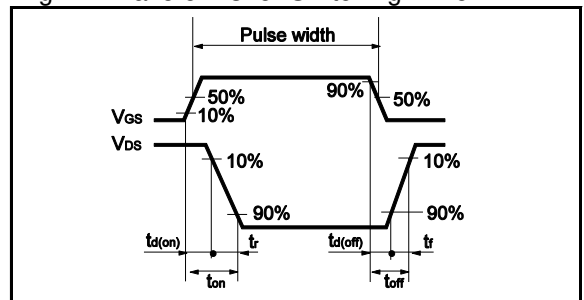 Pulse width
90%
50%
50%
10%
VGS
VDS
10%
10%
90%
90%
td(on)
tr
td(off)
tf
ton
toff